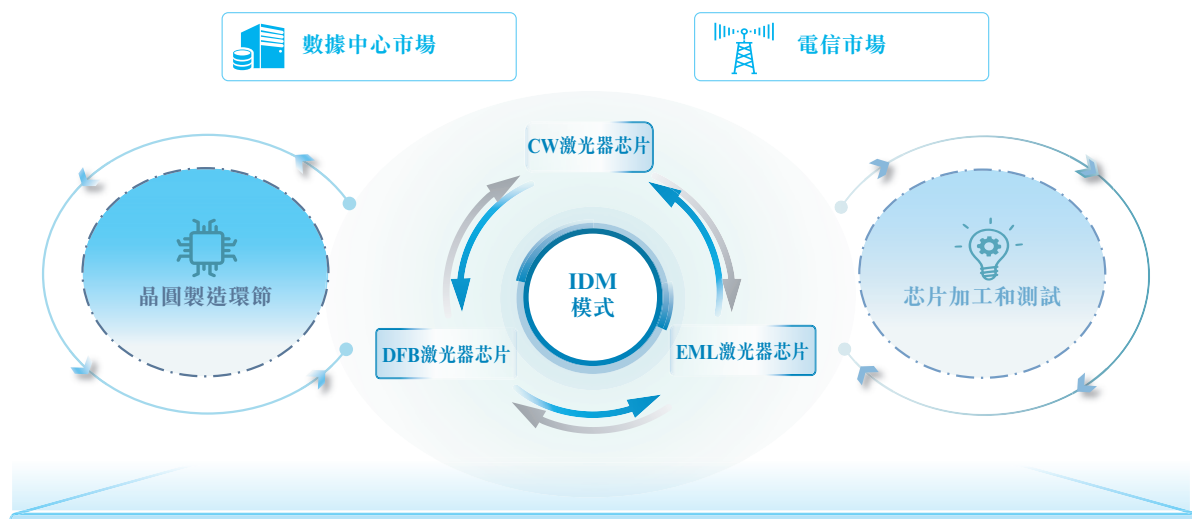 數據中心市場
電信市場
CW激光器芯片
晶圓製造環節
IDM
模式
芯片加工和測試
DFB激光器芯片
EML激光器芯片